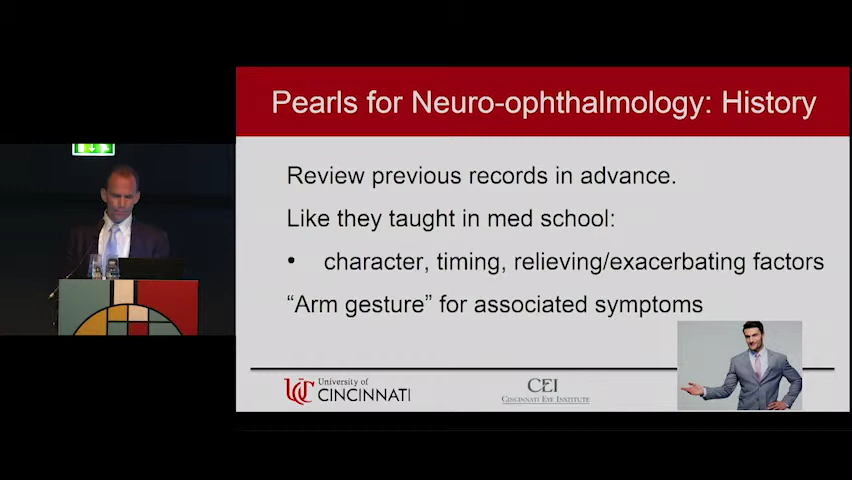 Pearls for Neuro-ophthalmology: History
Review previous records in advance.
Like they taught in med school:
• character, timing, relieving/exacerbating factors
“Arm gesture” for associated symptoms
UC University of
CINCINNATI
CEI
CINCINNATI EYE INSTITUTE